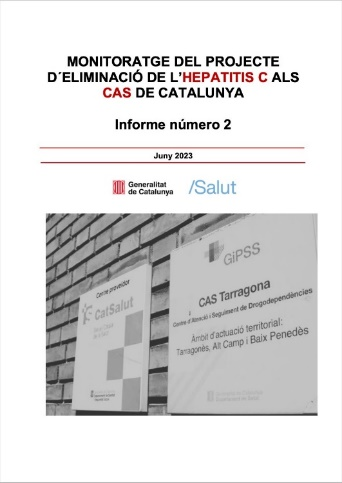 MONITORATGE DEL PROJECTE
D´ELIMINACIÓ DE L'HEPATITIS C ALS
CAS DE CATALUNYA
Informe número 2
Juny 2023
Generalitat
de Catalunya
/Salut
Centre proveïdor
CatSalut
GiPSS
CAS Tarragona
Centre d'Atenció i Seguiment de Drogodependències
Àmbit d'actuació territorial:
Tarragonès, Alt Camp i Baix Penedès